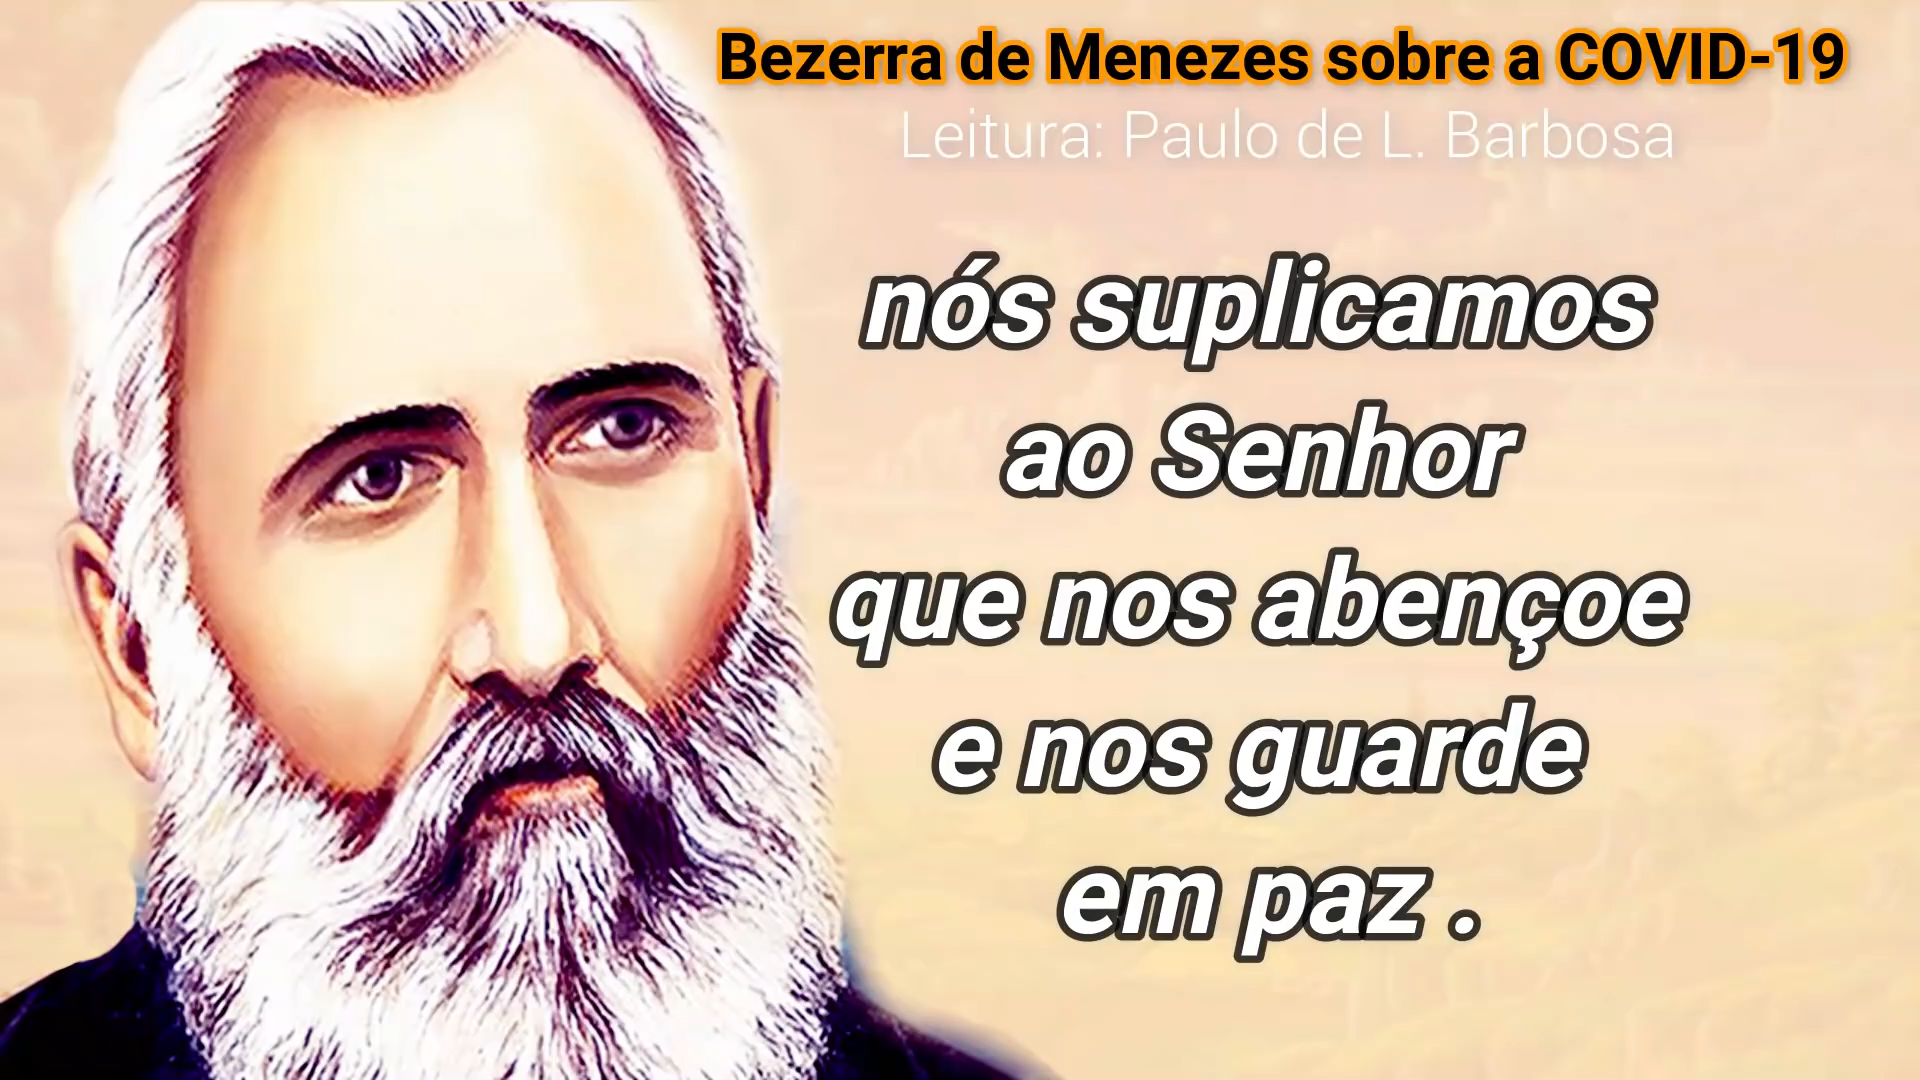 Bezerra de Menezes sobre a COVID-19
Leitura: Paulo de L. Barbosa
nós suplicamos
ao Senhor
que nos abençoe
e nos guarde
em paz .